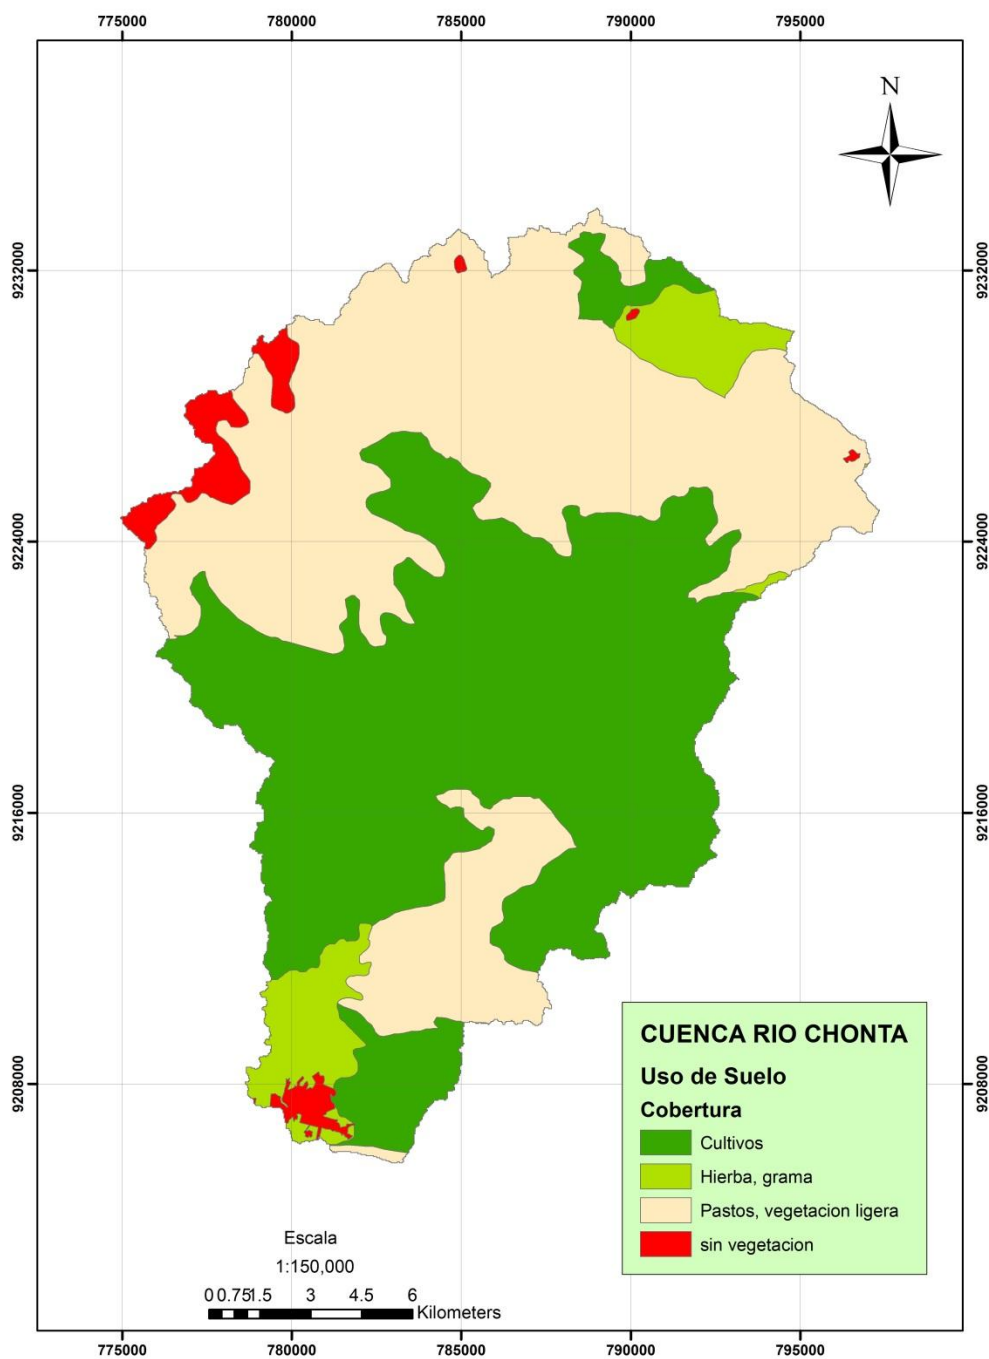 775000 780000 785000 790000 795000
N
9232000 9232000
9224000 9224000
9216000 9216000
9208000 9208000
CUENCA RIO CHONTA
Uso de Suelo
Cobertura
Cultivos
Hierba, grama
Pastos, vegetacion ligera
sin vegetacion
Escala
1:150,000
0 0.75 1.5 3 4.5 6
Kilometers
775000 780000 785000 790000 795000